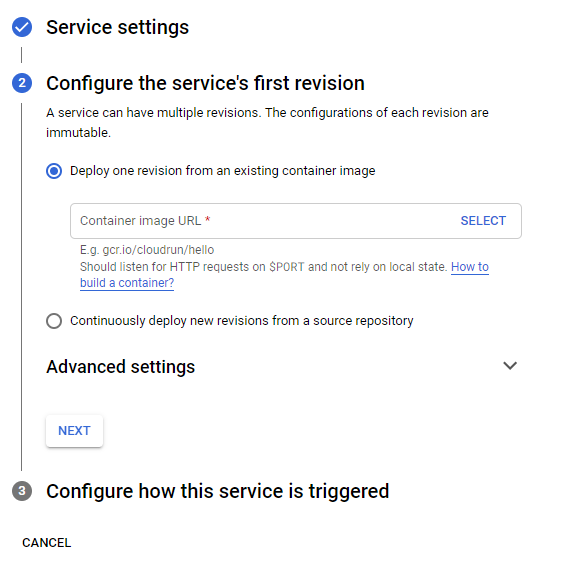 Service settings
2 Configure the service's first revision
A service can have multiple revisions. The configurations of each revision are
immutable.
Deploy one revision from an existing container image
Container image URL * SELECT
E.g. gcr.io/cloudrun/hello
Should listen for HTTP requests on $PORT and not rely on local state. How to
build a container?
Continuously deploy new revisions from a source repository
Advanced settings
NEXT
3 Configure how this service is triggered
CANCEL